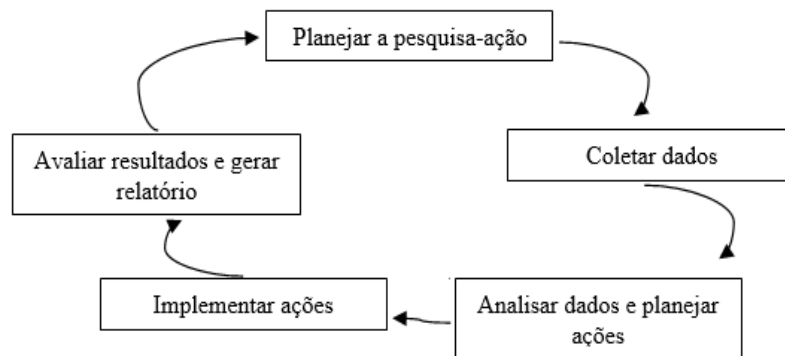 Planejar a pesquisa-ação
Coletar dados
Analisar dados e planejar
ações
Implementar ações
Avaliar resultados e gerar
relatório